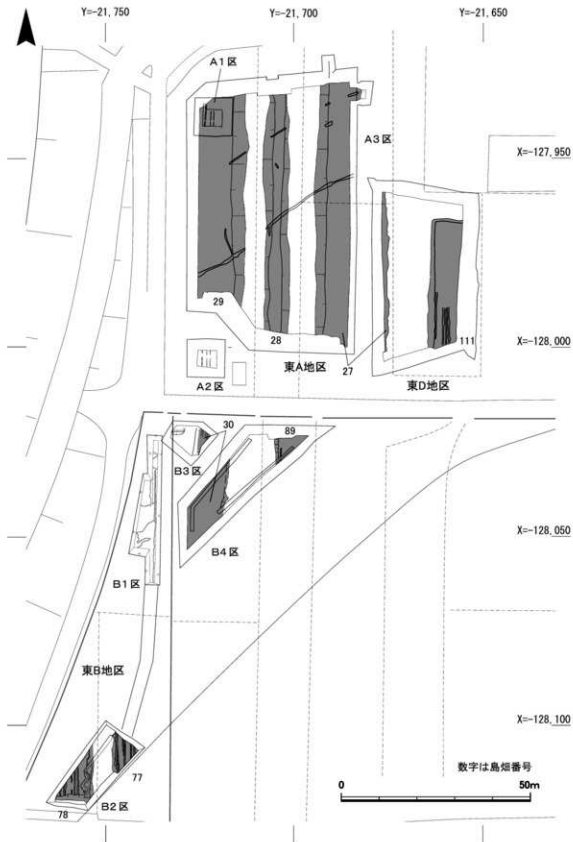 Y=-21,750
Y=-21,700
Y=-21,650
A1区
A3区
X=-127,950
29
28
27
111
東A地区
東D地区
X=-128,000
A2区
30
89
B3区
B4区
X=-128,050
B1区
東B地区
X=-128,100
77
78
B2区
数字は島畑番号
0
50m